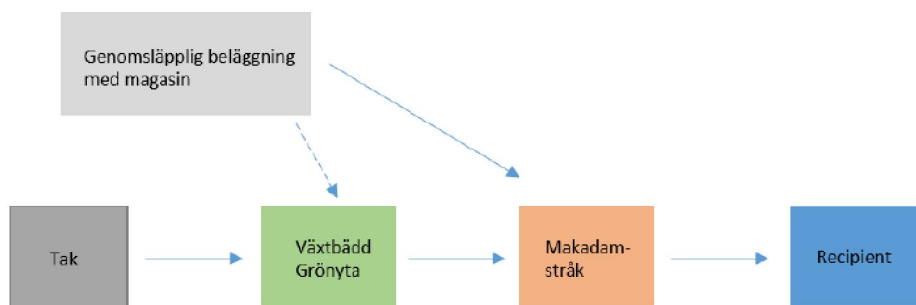 Genomsläpplig beläggning
med magasin
Tak
Växtbädd
Grönyta
Makadam-
stråk
Recipient